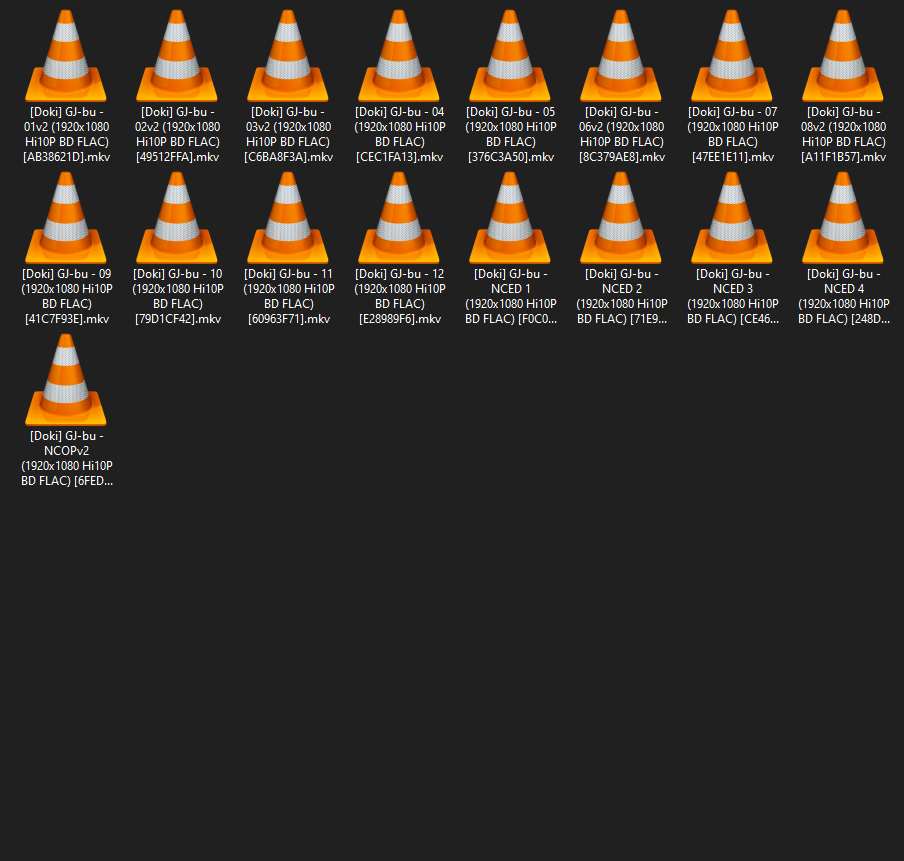 [Doki] GJ-bu -
01v2 (1920x1080
Hi10P BD FLAC)
[AB38621D].mkv
[Doki] GJ-bu -
02v2 (1920x1080
Hi10P BD FLAC)
[49512FFA].mkv
[Doki] GJ-bu -
03v2 (1920x1080
Hi10P BD FLAC)
[C6BA8F3A].mkv
[Doki] GJ-bu - 04
(1920x1080 Hi10P
BD FLAC)
[CEC1FA13].mkv
[Doki] GJ-bu - 05
(1920x1080 Hi10P
BD FLAC)
[376C3A50].mkv
[Doki] GJ-bu -
06v2 (1920x1080
Hi10P BD FLAC)
[8C379AE8].mkv
[Doki] GJ-bu - 07
(1920x1080 Hi10P
BD FLAC)
[47EE1E11].mkv
[Doki] GJ-bu -
08v2 (1920x1080
Hi10P BD FLAC)
[A11F1B57].mkv
[Doki] GJ-bu - 09
(1920x1080 Hi10P
BD FLAC)
[41C7F93E].mkv
[Doki] GJ-bu - 10
(1920x1080 Hi10P
BD FLAC)
[79D1CF42].mkv
[Doki] GJ-bu - 11
(1920x1080 Hi10P
BD FLAC)
[60963F71].mkv
[Doki] GJ-bu - 12
(1920x1080 Hi10P
BD FLAC)
[E28989F6].mkv
[Doki] GJ-bu -
NCED 1
(1920x1080 Hi10P
BD FLAC) [F0C0...
[Doki] GJ-bu -
NCED 2
(1920x1080 Hi10P
BD FLAC) [71E9...
[Doki] GJ-bu -
NCED 3
(1920x1080 Hi10P
BD FLAC) [CE46...
[Doki] GJ-bu -
NCED 4
(1920x1080 Hi10P
BD FLAC) [248D...
[Doki] GJ-bu -
NCOPv2
(1920x1080 Hi10P
BD FLAC) [6FED...